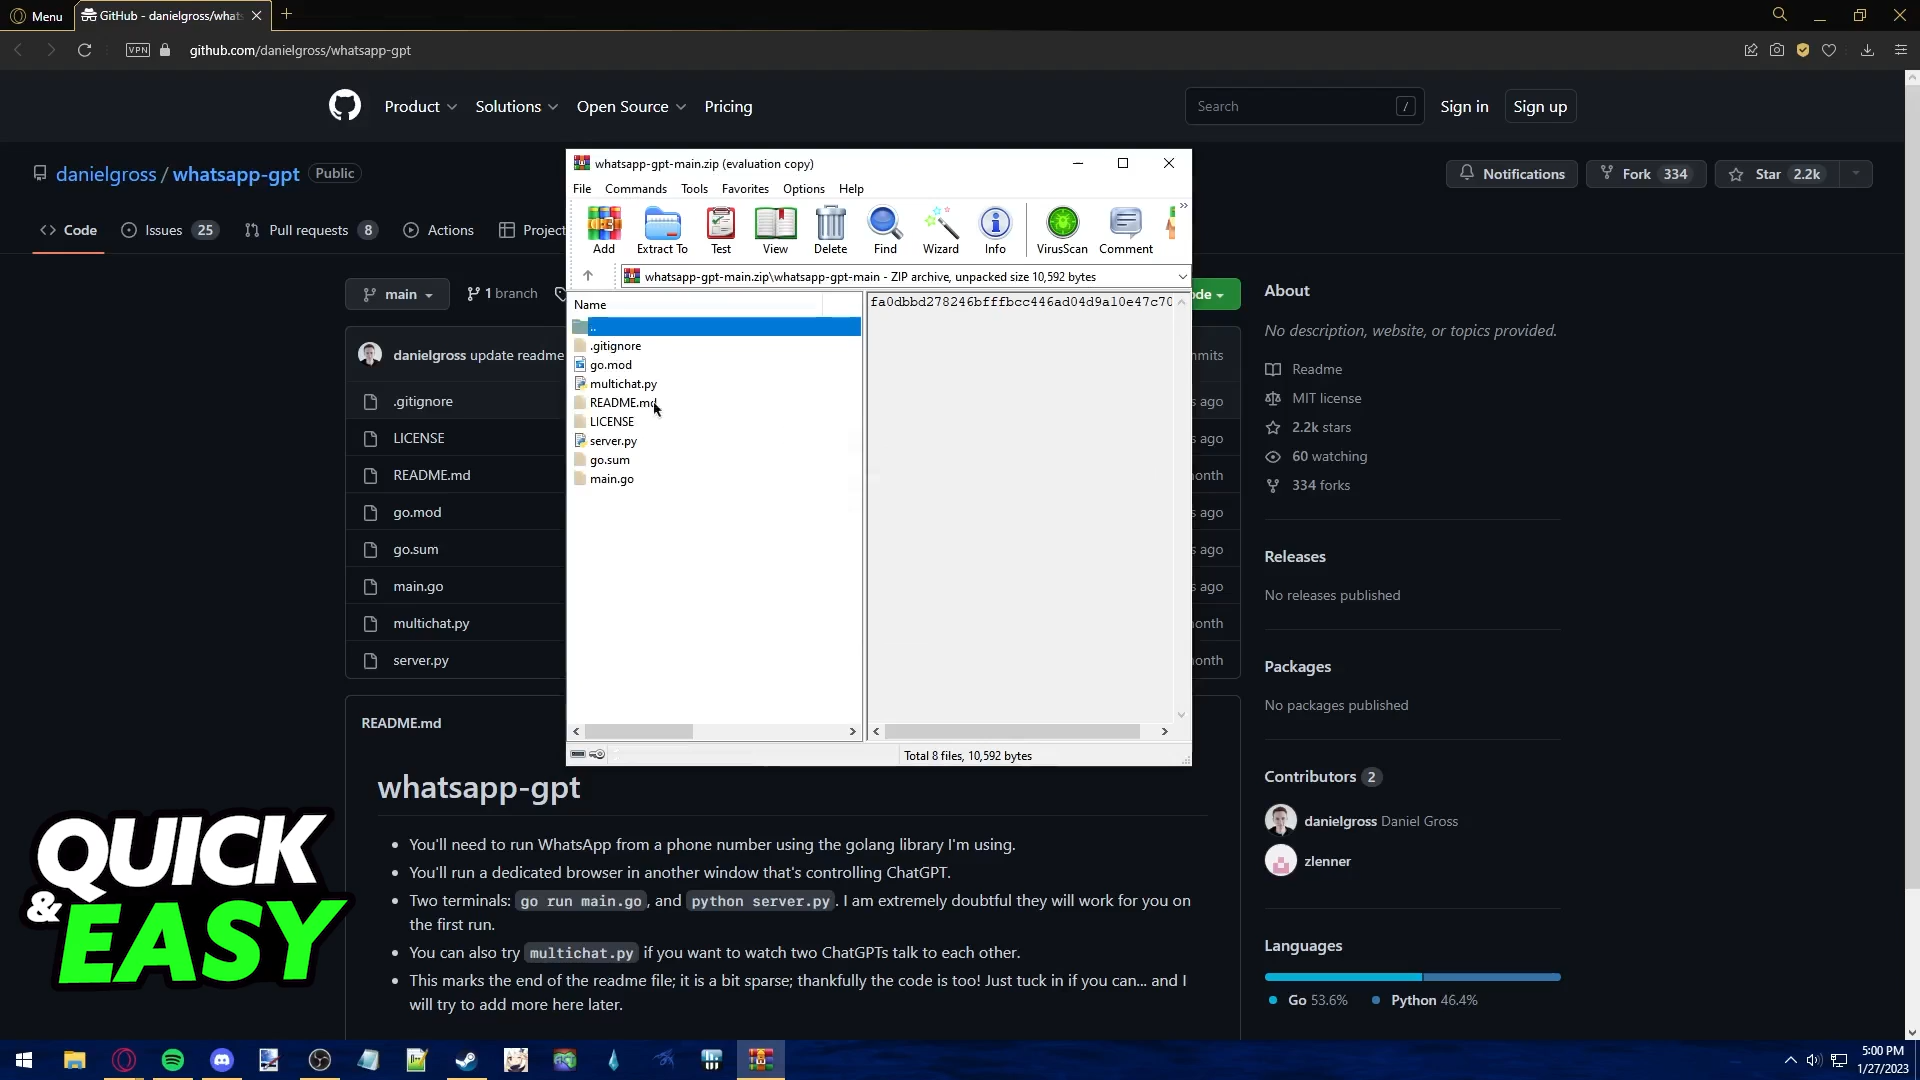 Menu
GitHub - danielgross/what
VPN
github.com/danielgross/whatsapp-gpt
Product
Solutions
Open Source
Pricing
Search
/
Sign in
Sign up
danielgross / whatsapp-gpt
Public
Notifications
Fork 334
Star 2.2k
Code
Issues 25
Pull requests 8
Actions
Project
whatsapp-gpt-main.zip (evaluation copy)
File Commands Tools Favorites Options Help
Add
Extract To
Test
View
Delete
Find
Wizard
Info
VirusScan
Comment
whatsapp-gpt-main.zip\whatsapp-gpt-main - ZIP archive, unpacked size 10,592 bytes
Name
fa0dbbd278246bfffbcc446ad04d9a10e47c70
..
.gitignore
go.mod
multichat.py
README.md
LICENSE
server.py
go.sum
main.go
Total 8 files, 10,592 bytes
main
1 branch
de
danielgross update readme
mmits
.gitignore
s ago
LICENSE
s ago
README.md
onth
go.mod
s ago
go.sum
s ago
main.go
s ago
multichat.py
onth
server.py
onth
README.md
whatsapp-gpt
• You'll need to run WhatsApp from a phone number using the golang library I'm using.
• You'll run a dedicated browser in another window that's controlling ChatGPT.
• Two terminals: go run main.go, and python server.py. I am extremely doubtful they will work for you on
the first run.
• You can also try multichat.py if you want to watch two ChatGPTs talk to each other.
• This marks the end of the readme file; it is a bit sparse; thankfully the code is too! Just tuck in if you can... and I
will try to add more here later.
About
No description, website, or topics provided.
Readme
MIT license
2.2k stars
60 watching
334 forks
Releases
No releases published
Packages
No packages published
Contributors 2
danielgross Daniel Gross
zlenner
Languages
Go 53.6%
Python 46.4%
QUICK
& EASY
5:00 PM
1/27/2023